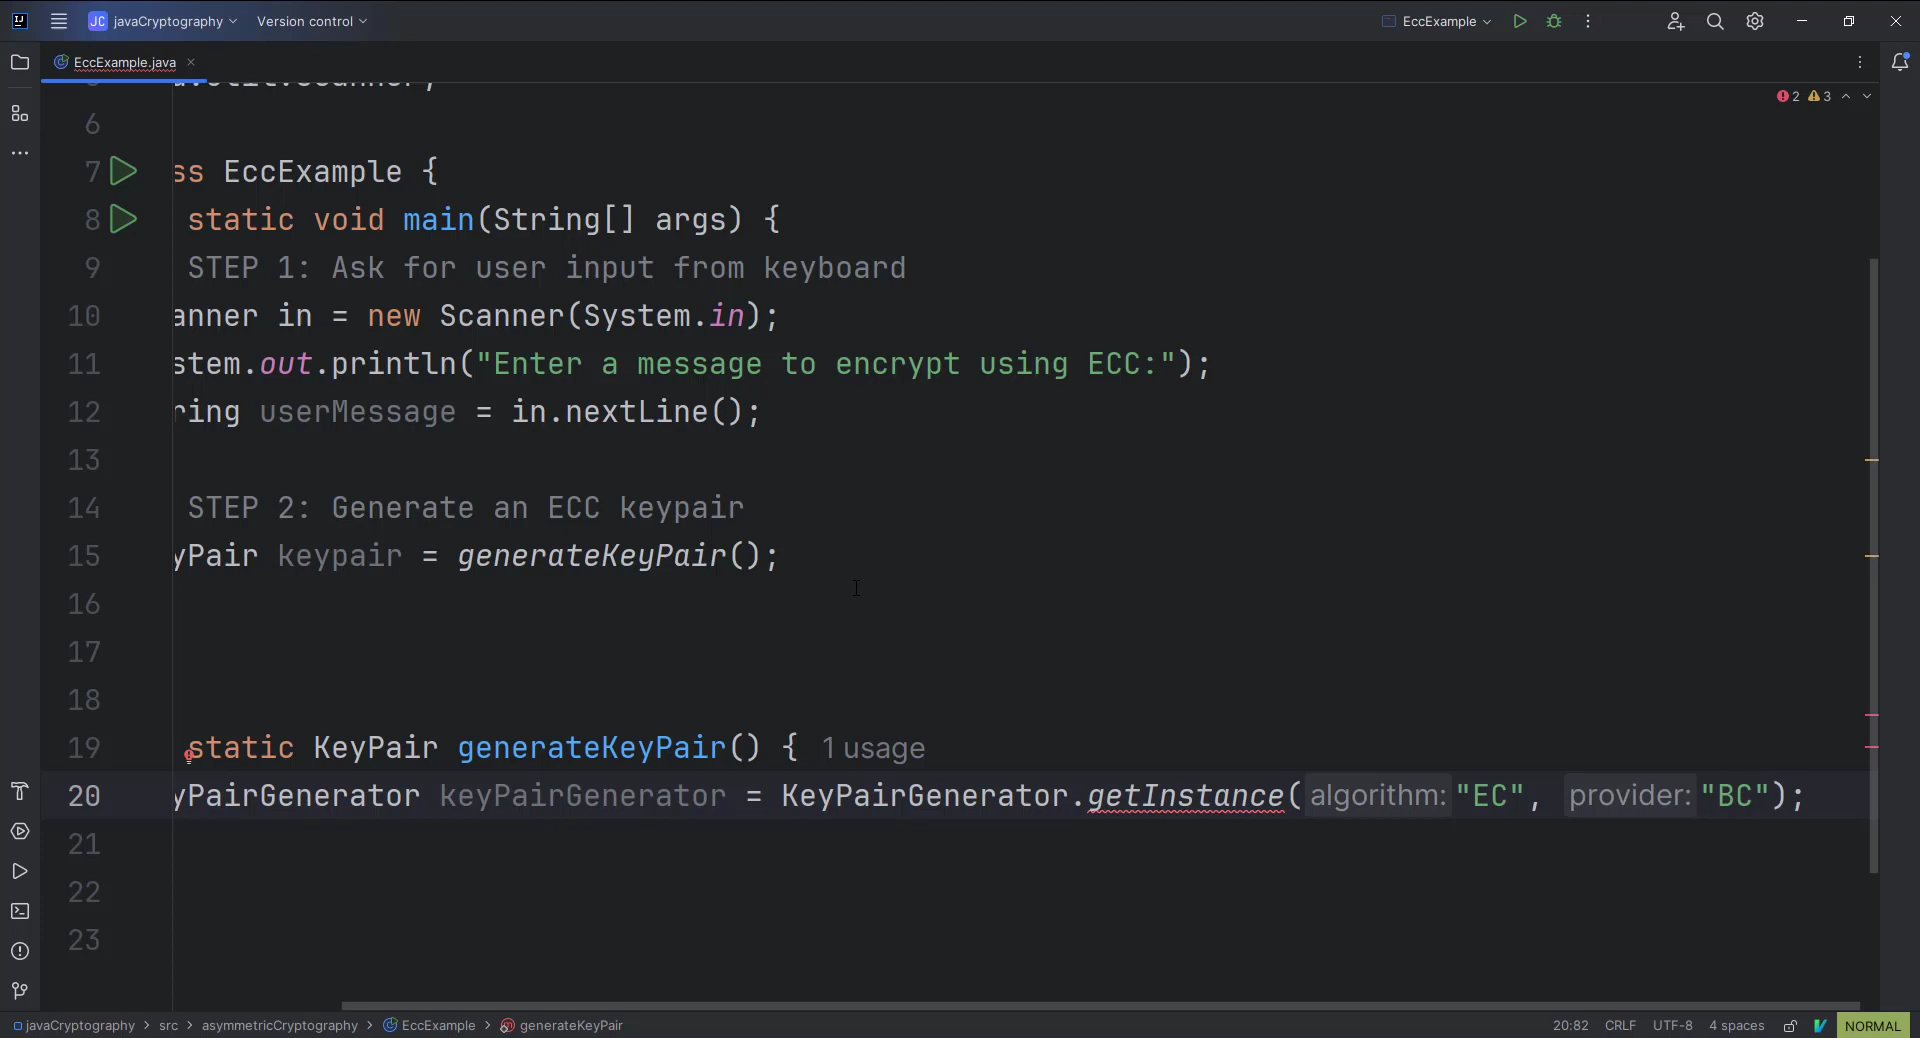 JC javaCryptography Version control EccExample
EccExample.java
2 3
6
7 ss EccExample {
8 static void main(String[] args) {
9 STEP 1: Ask for user input from keyboard
10 anner in = new Scanner(System.in);
11 stem.out.println("Enter a message to encrypt using ECC:");
12 ring userMessage = in.nextLine();
13
14 STEP 2: Generate an ECC keypair
15 yPair keypair = generateKeyPair();
16
17
18
19 static KeyPair generateKeyPair() { 1 usage
20 yPairGenerator keyPairGenerator = KeyPairGenerator.getInstance( algorithm: "EC", provider: "BC");
21
22
23
javaCryptography > src > asymmetricCryptography > EccExample > generateKeyPair 20:82 CRLF UTF-8 4 spaces NORMAL